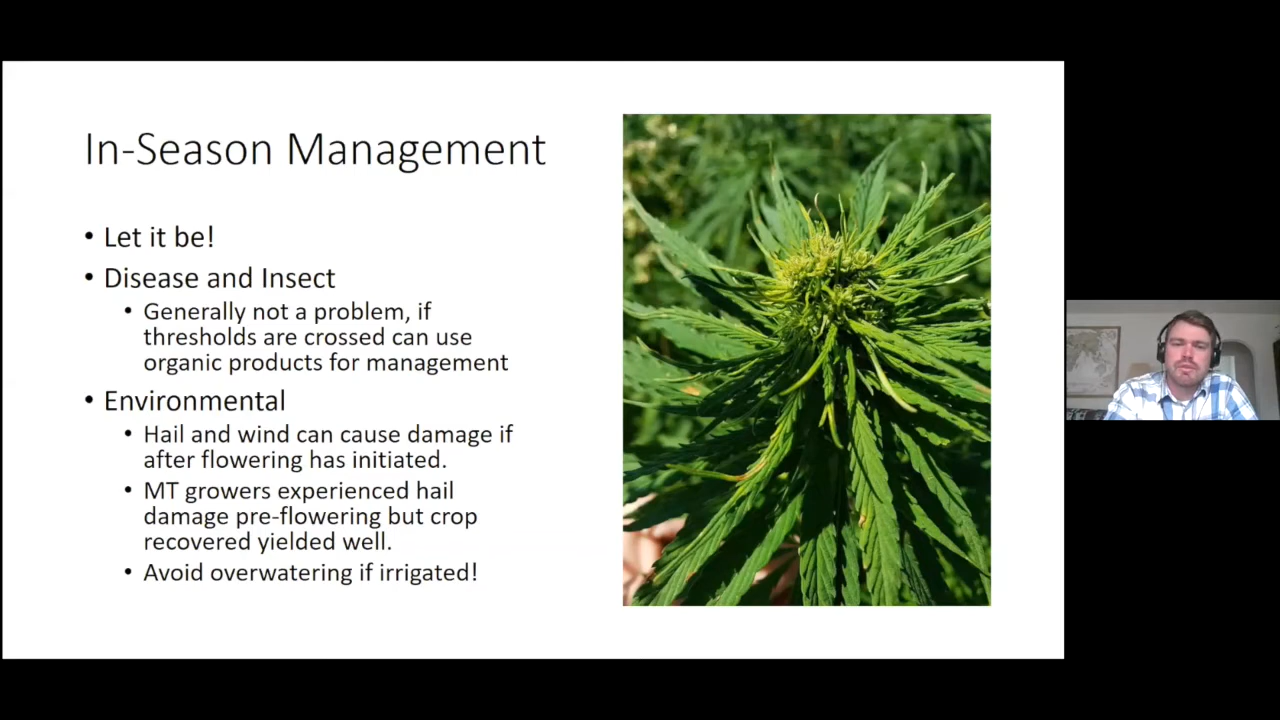 In-Season Management
• Let it be!
• Disease and Insect
• Generally not a problem, if
thresholds are crossed can use
organic products for management
• Environmental
• Hail and wind can cause damage if
after flowering has initiated.
• MT growers experienced hail
damage pre-flowering but crop
recovered yielded well.
• Avoid overwatering if irrigated!